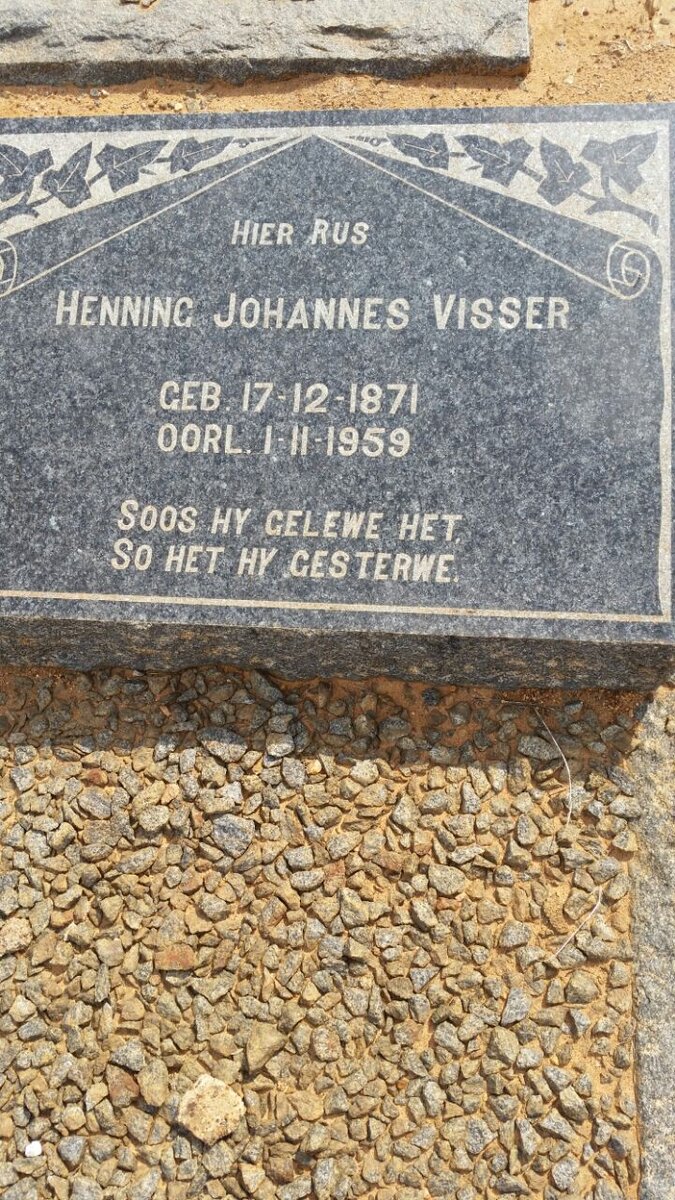 HIER RUS
HENNING JOHANNES VISSER
GEB. 17-12-1871
OORL. 1-11-1959
SOOS HY GELEWE HET,
SO HET HY GESTERWE.